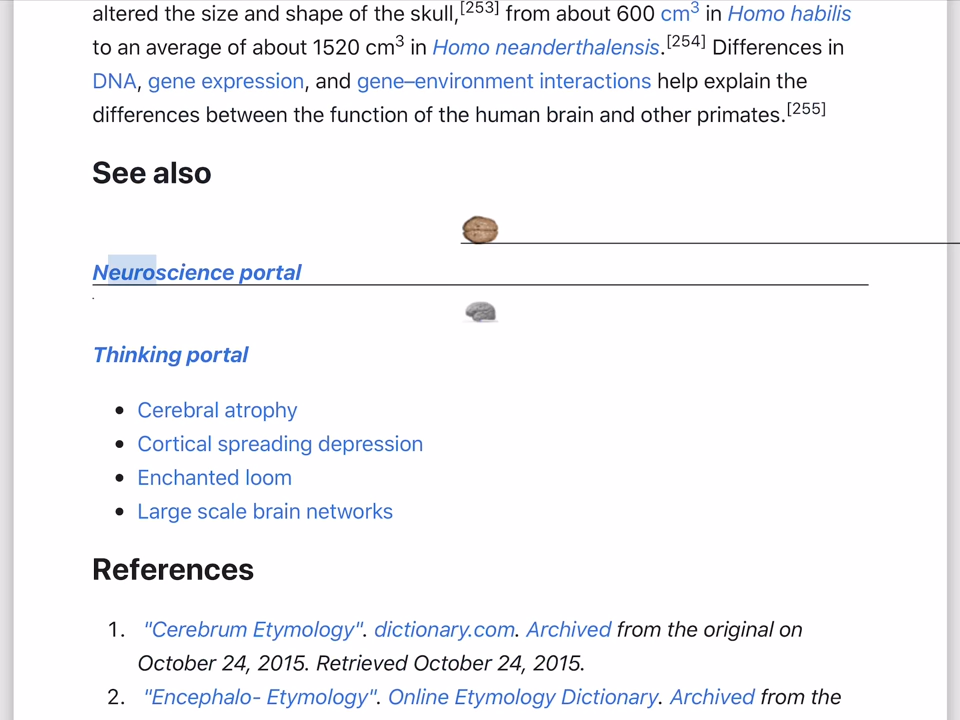 altered the size and shape of the skull,[253] from about 600 cm3 in Homo habilis
to an average of about 1520 cm3 in Homo neanderthalensis.[254] Differences in
DNA, gene expression, and gene–environment interactions help explain the
differences between the function of the human brain and other primates.[255]
See also
Neuroscience portal
Thinking portal
• Cerebral atrophy
• Cortical spreading depression
• Enchanted loom
• Large scale brain networks
References
1. "Cerebrum Etymology". dictionary.com. Archived from the original on
October 24, 2015. Retrieved October 24, 2015.
2. "Encephalo- Etymology". Online Etymology Dictionary. Archived from the